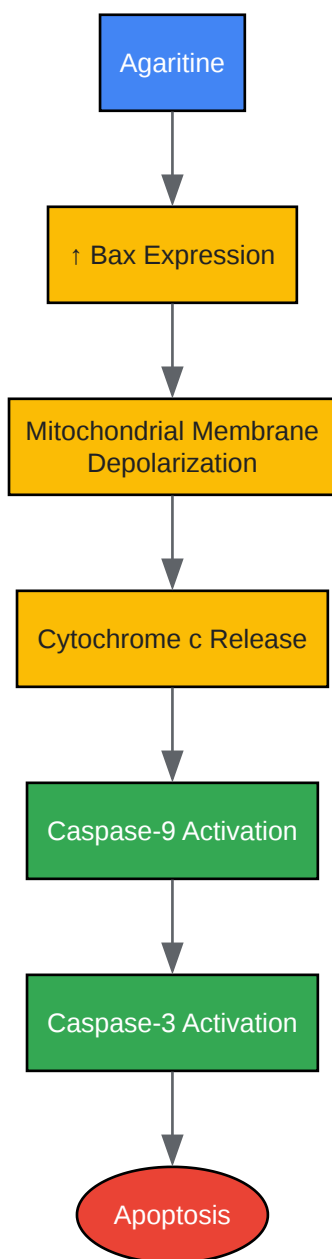 Agaritine
↑ Bax Expression
Mitochondrial Membrane
Depolarization
Cytochrome c Release
Caspase-9 Activation
Caspase-3 Activation
Apoptosis